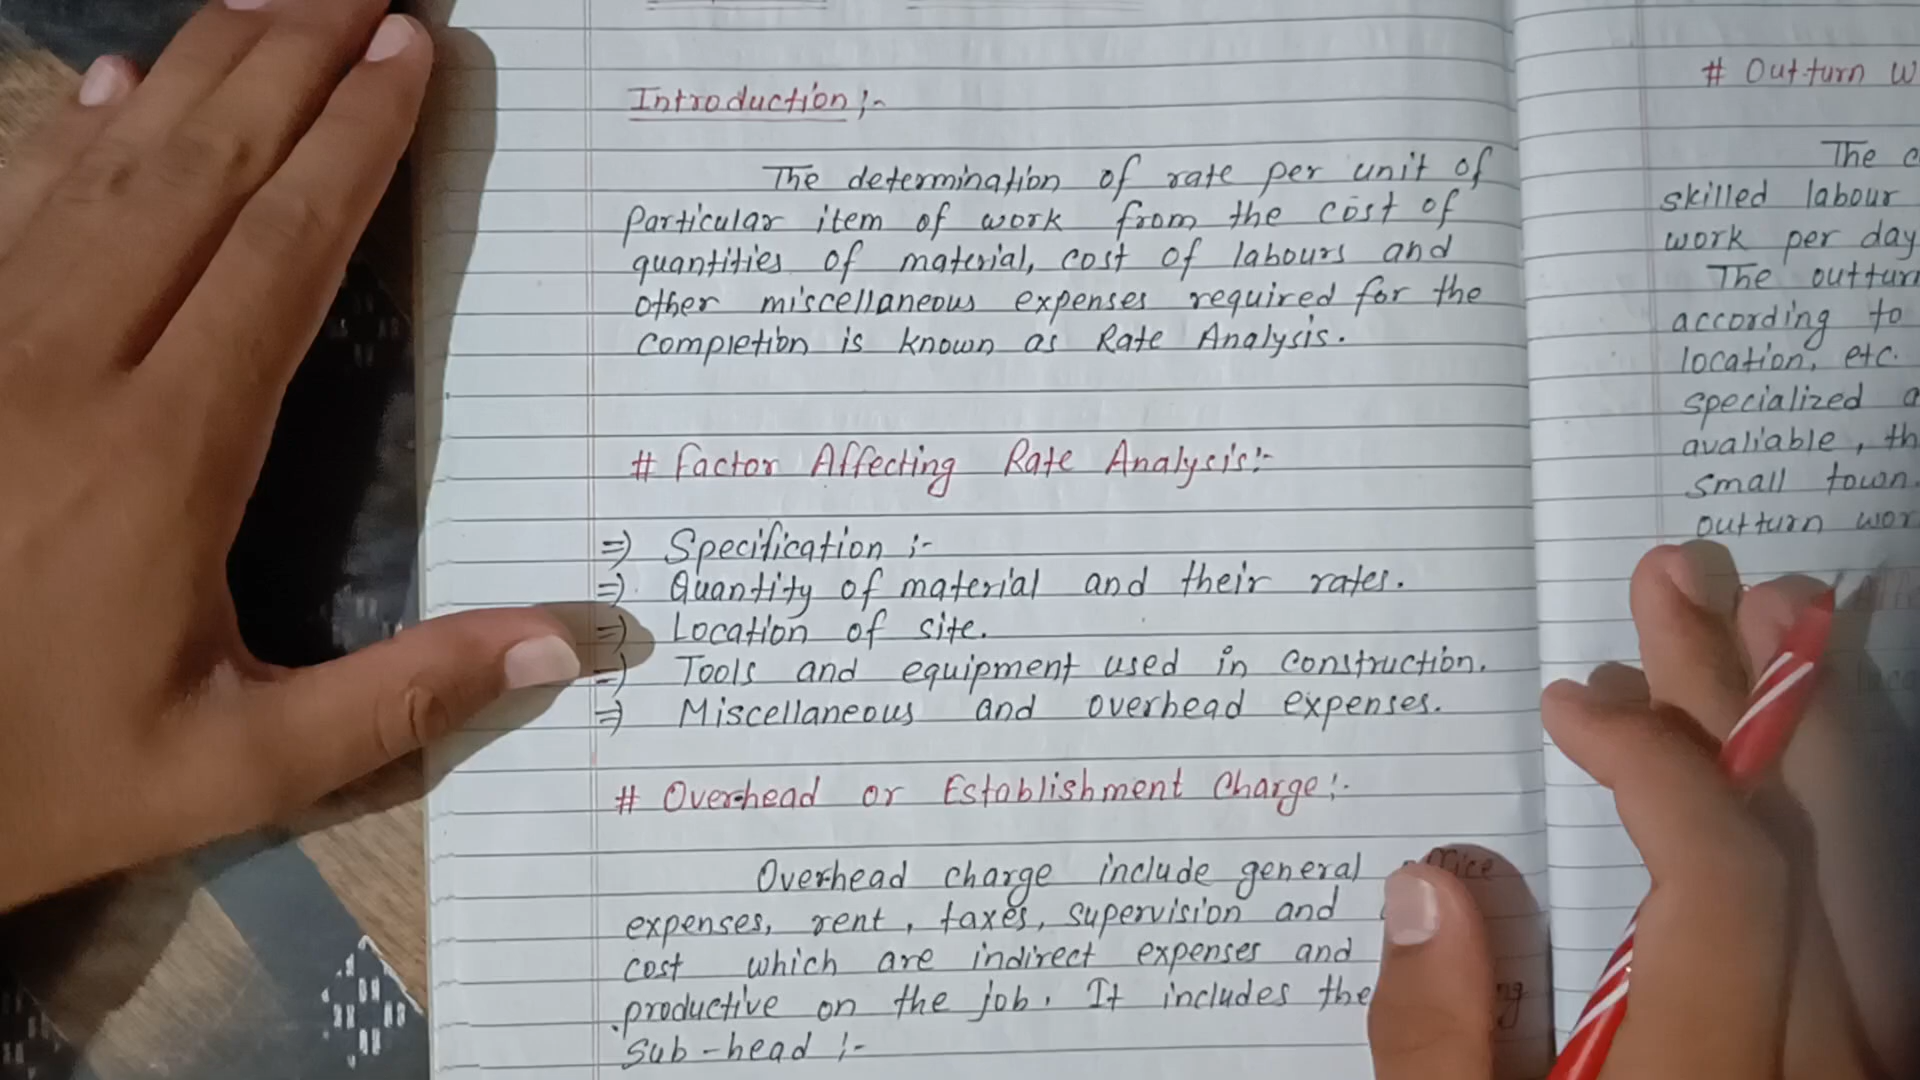 Introduction :-
The determination of rate per unit of
particular item of work from the cost of
quantities of material, cost of labours and
other miscellaneous expenses required for the
completion is known as Rate Analysis.
# Factor Affecting Rate Analysis:-
=> Specification :-
=> Quantity of material and their rates.
=> Location of site.
=> Tools and equipment used in construction.
=> Miscellaneous and overhead expenses.
# Overhead or Establishment Charge:-
Overhead charge include general office
expenses, rent, taxes, supervision and
cost which are indirect expenses and
productive on the job. It includes the
Sub-head :-
# Out-turn
The
skilled labour
work per day
The outturn
according to
location, etc.
specialized
avaliable,
small town.
outturn